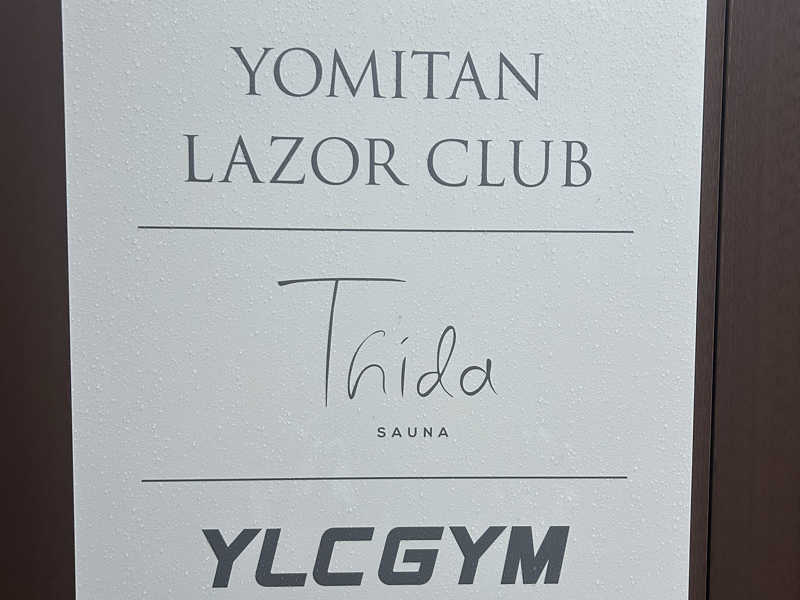 YOMITAN
LAZOR CLUB
Thida
SAUNA
YLCGYM